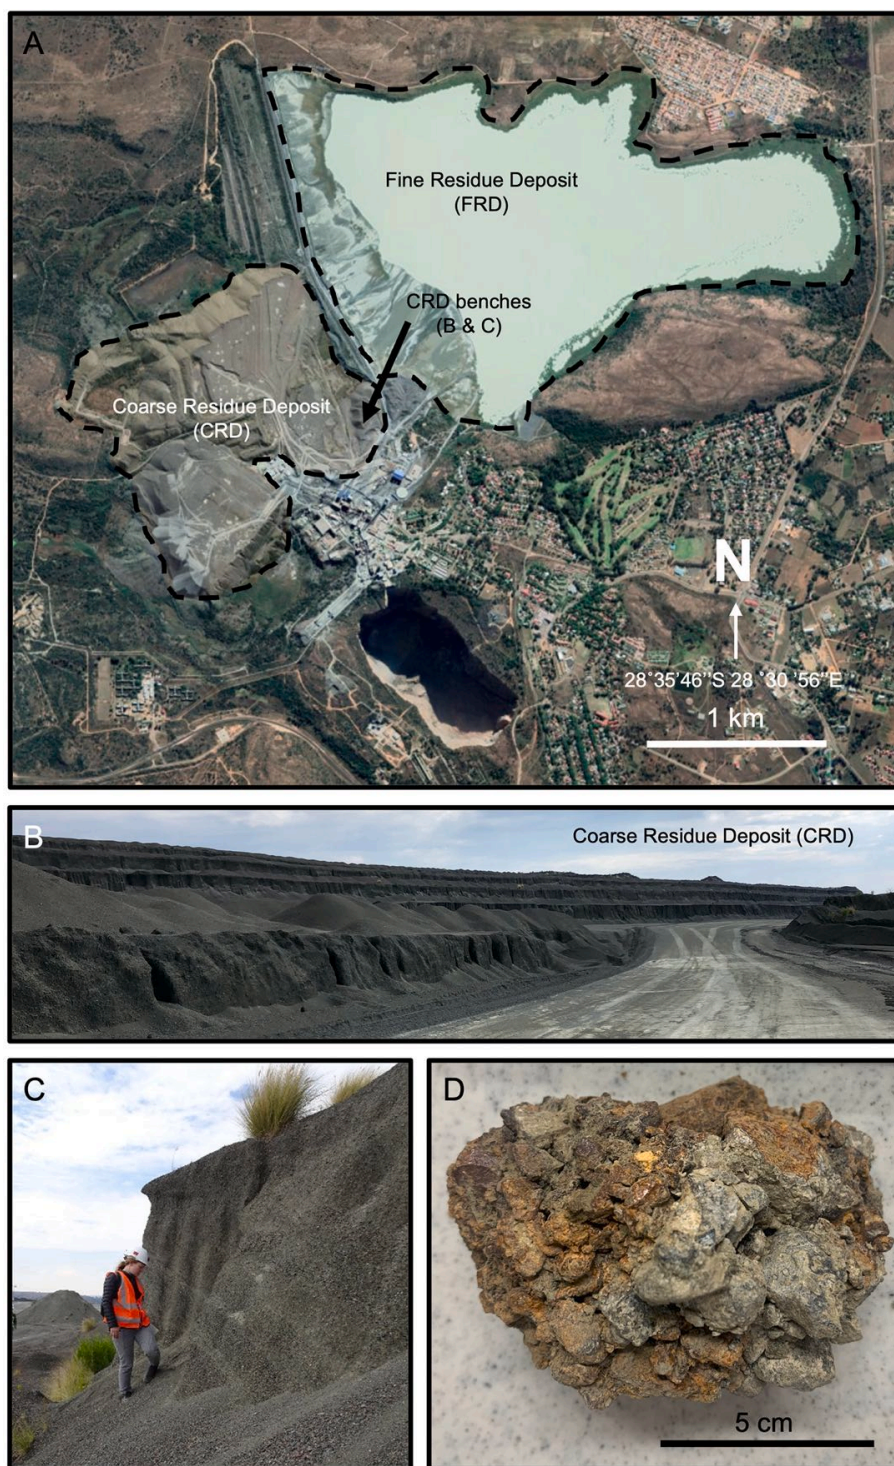 A
Fine Residue Deposit
(FRD)
CRD benches
(B & C)
Coarse Residue Deposit
(CRD)
N
28˚35’46’’S 28 ˚30 ’56’’E
1 km
B
Coarse Residue Deposit (CRD)
C
D
5 cm